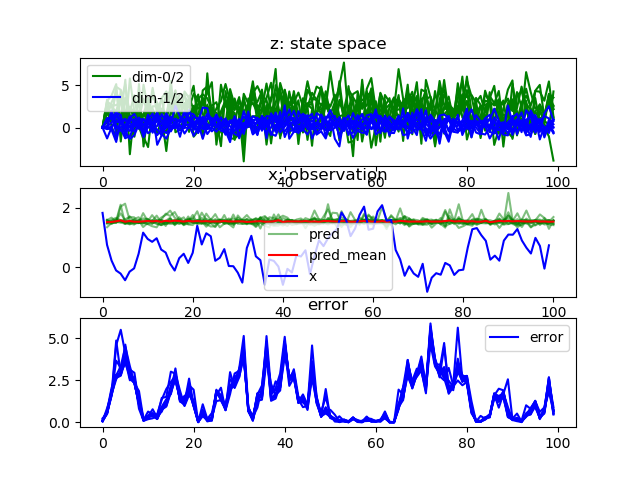 z: state space
dim-0/2
dim-1/2
5
0
0 20 40 60 80 100
x: observation
2
0
pred
pred_mean
x
0 20 40 60 80 100
error
5.0
2.5
0.0
error
0 20 40 60 80 100